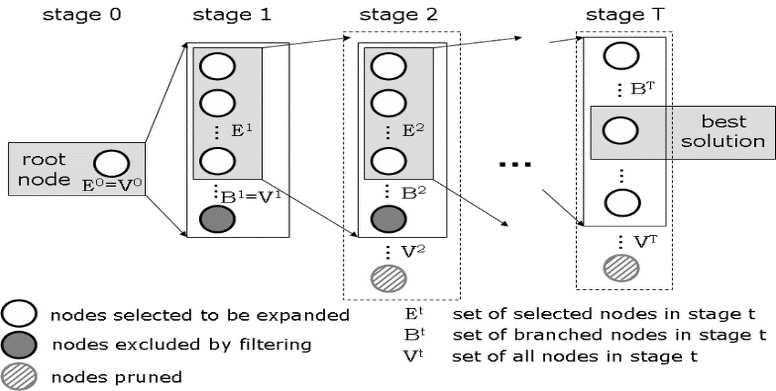 stage 0 stage 1 stage 2 stage T
Bᵀ
E¹ E² best
solution
root
node
E⁰=V⁰
...
B¹=V¹ B²
V² Vᵀ
nodes selected to be expanded
nodes excluded by filtering
nodes pruned
Eᵗ set of selected nodes in stage t
Bᵗ set of branched nodes in stage t
Vᵗ set of all nodes in stage t